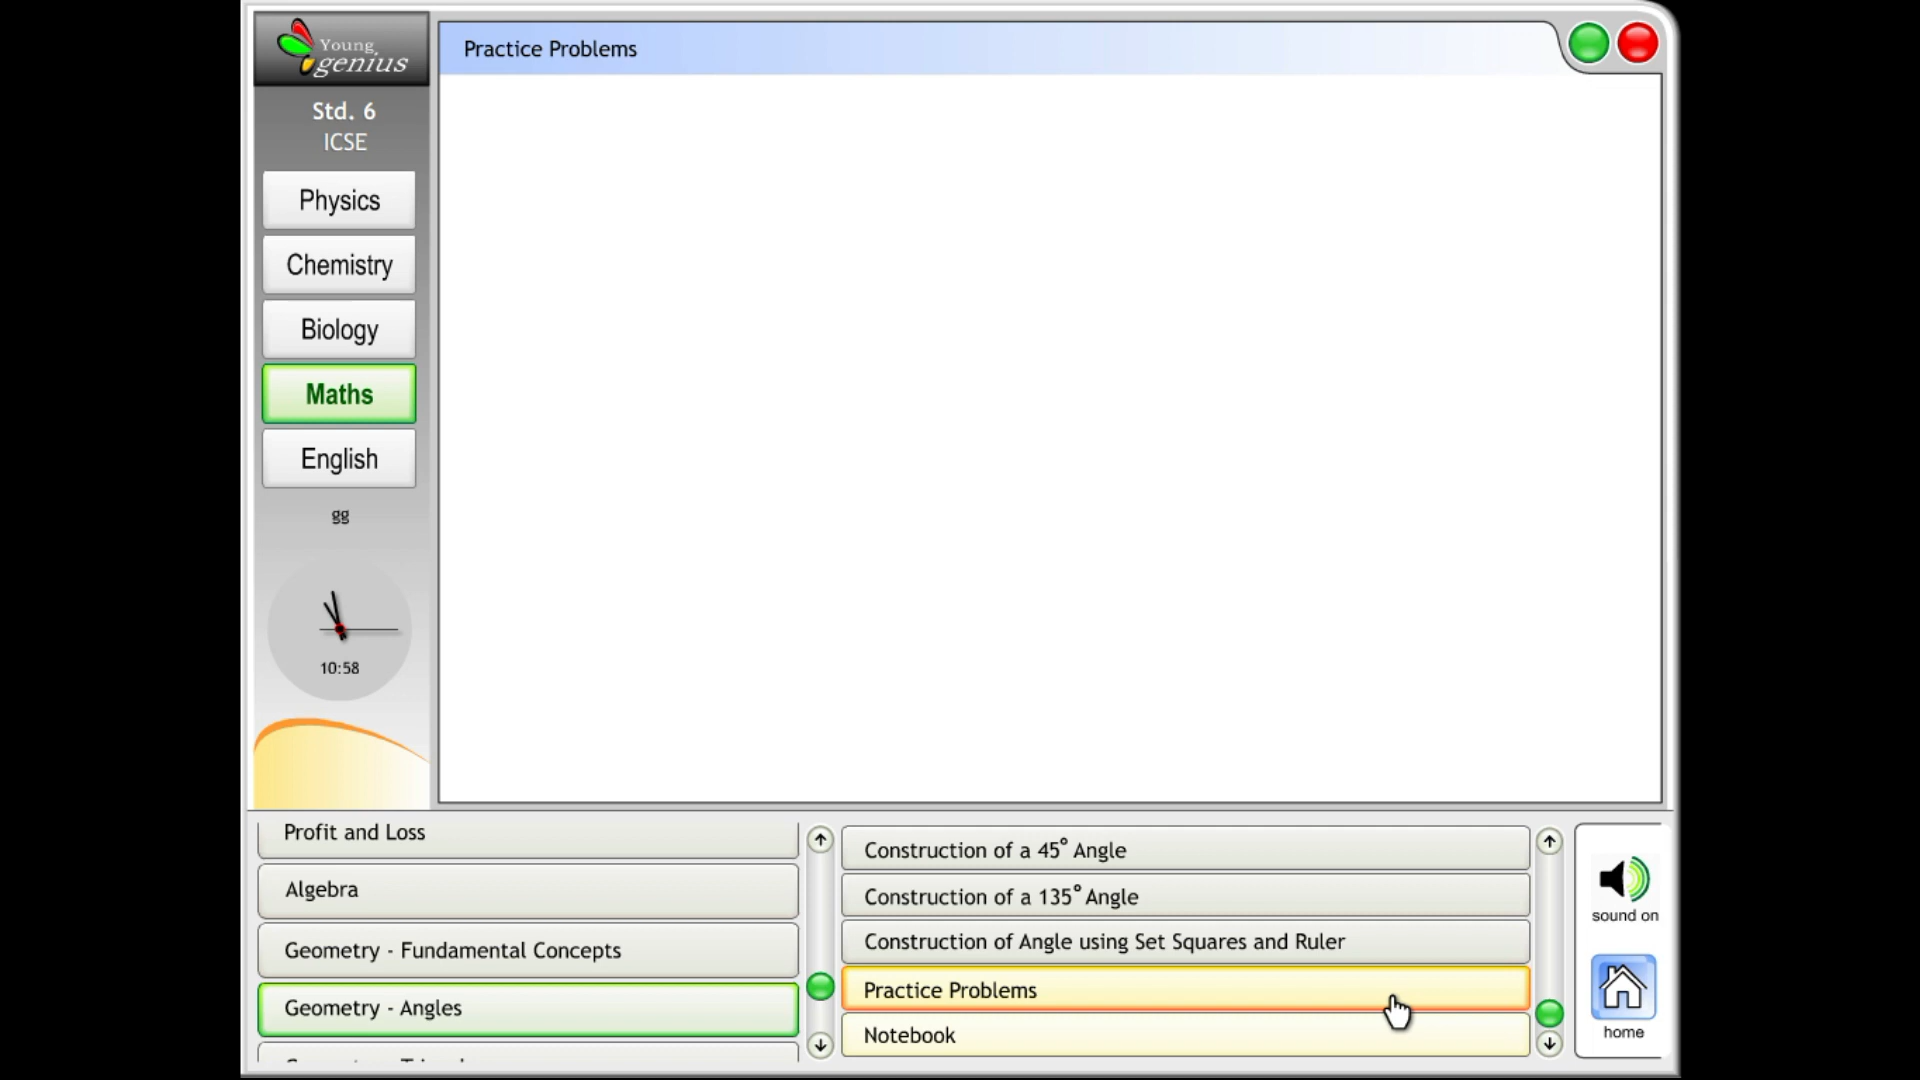 Young
genius
Practice Problems
Std. 6
ICSE
Physics
Chemistry
Biology
Maths
English
gg
10:58
Profit and Loss
Algebra
Geometry - Fundamental Concepts
Geometry - Angles
Construction of a 45° Angle
Construction of a 135° Angle
Construction of Angle using Set Squares and Ruler
Practice Problems
Notebook
sound on
home